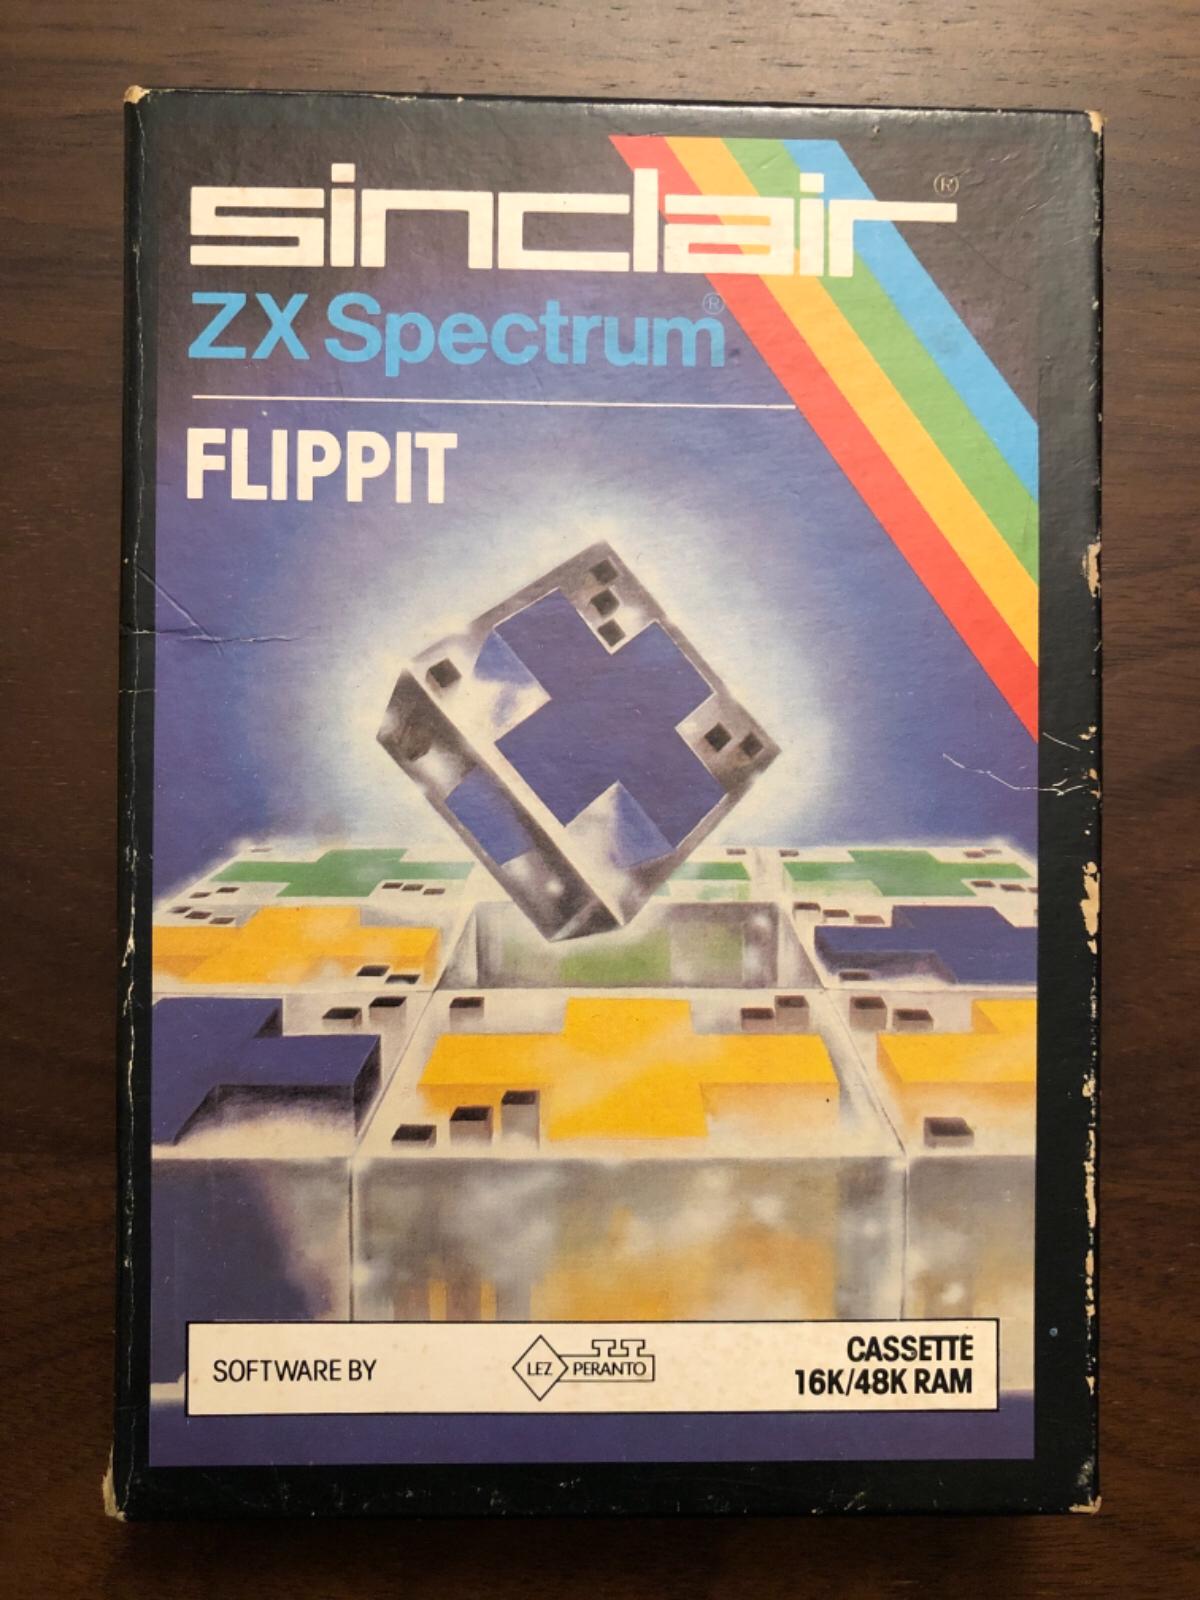 sinclair®
ZX Spectrum®
FLIPPIT
SOFTWARE BY
LEZ PERANTO
CASSETTE
16K/48K RAM